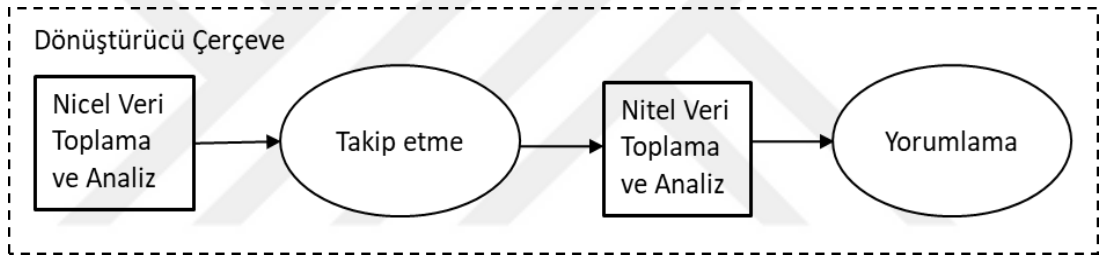 Dönüştürücü Çerçeve
Nicel Veri
Toplama
ve Analiz
Takip etme
Nitel Veri
Toplama
ve Analiz
Yorumlama